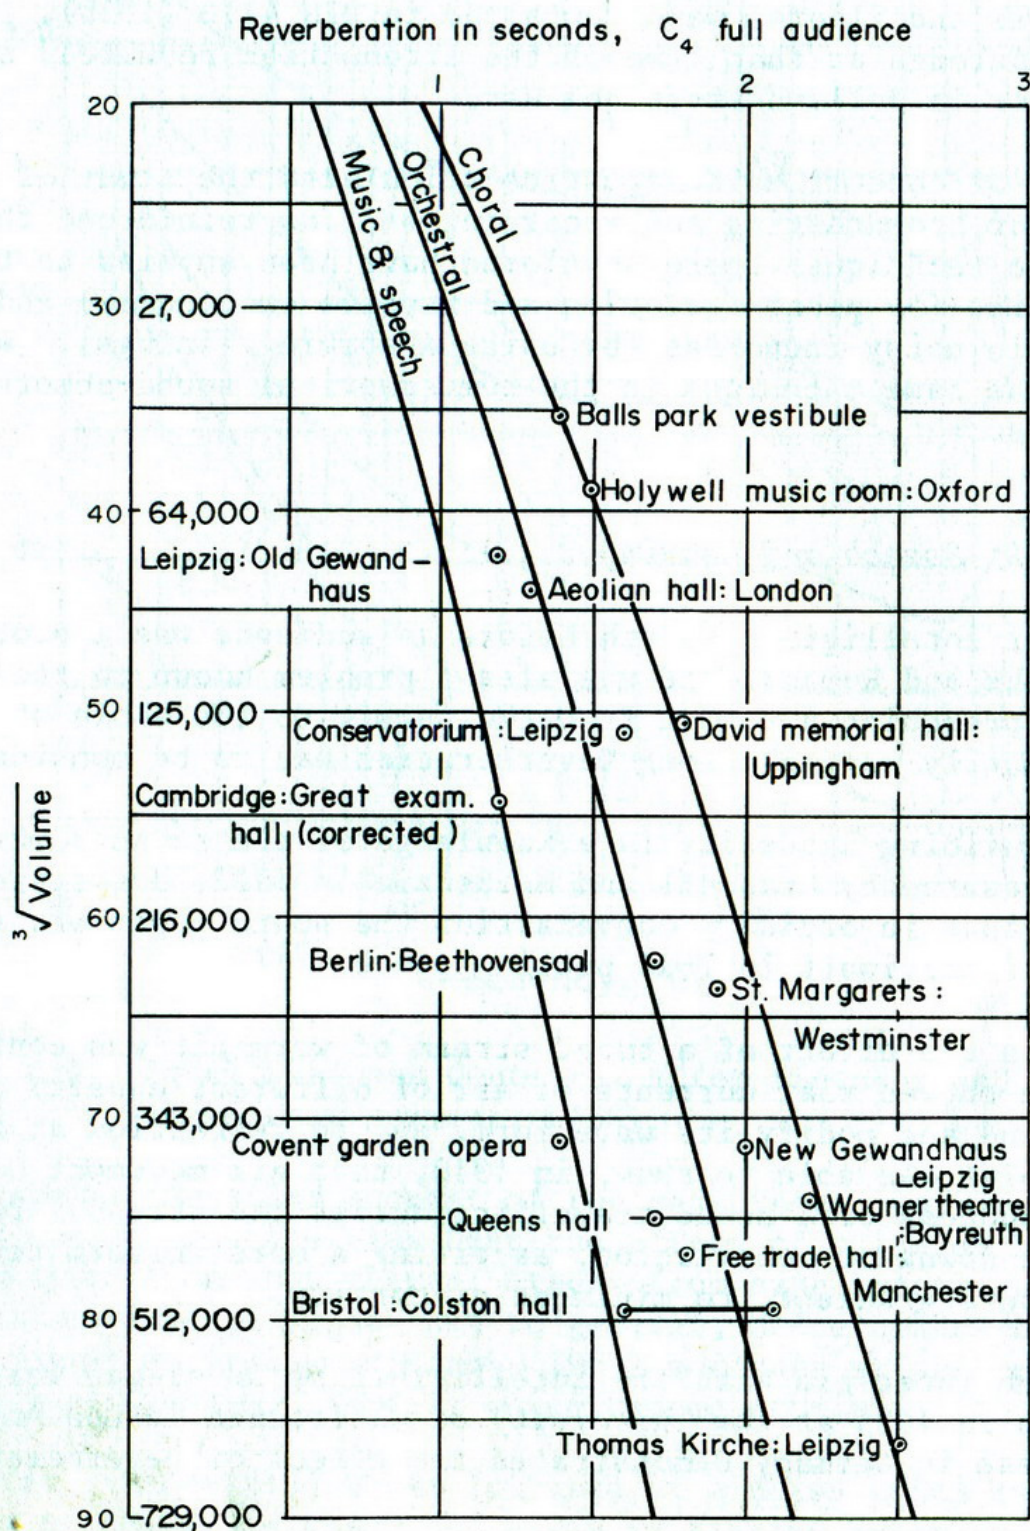 Reverberation in seconds, C4 full audience
1 2 3
20
Choral
Orchestral
Music & speech
30 27,000
Balls park vestibule
Holywell music room: Oxford
40 64,000
Leipzig: Old Gewand-
haus
Aeolian hall: London
50 125,000
Conservatorium : Leipzig
David memorial hall:
Uppingham
Cambridge: Great exam.
hall (corrected)
3√Volume
60 216,000
Berlin: Beethovensaal
St. Margarets :
Westminster
70 343,000
Covent garden opera
New Gewandhaus
Leipzig
Wagner theatre
: Bayreuth
Queens hall
Free trade hall:
Manchester
Bristol : Colston hall
80 512,000
Thomas Kirche: Leipzig
90 729,000